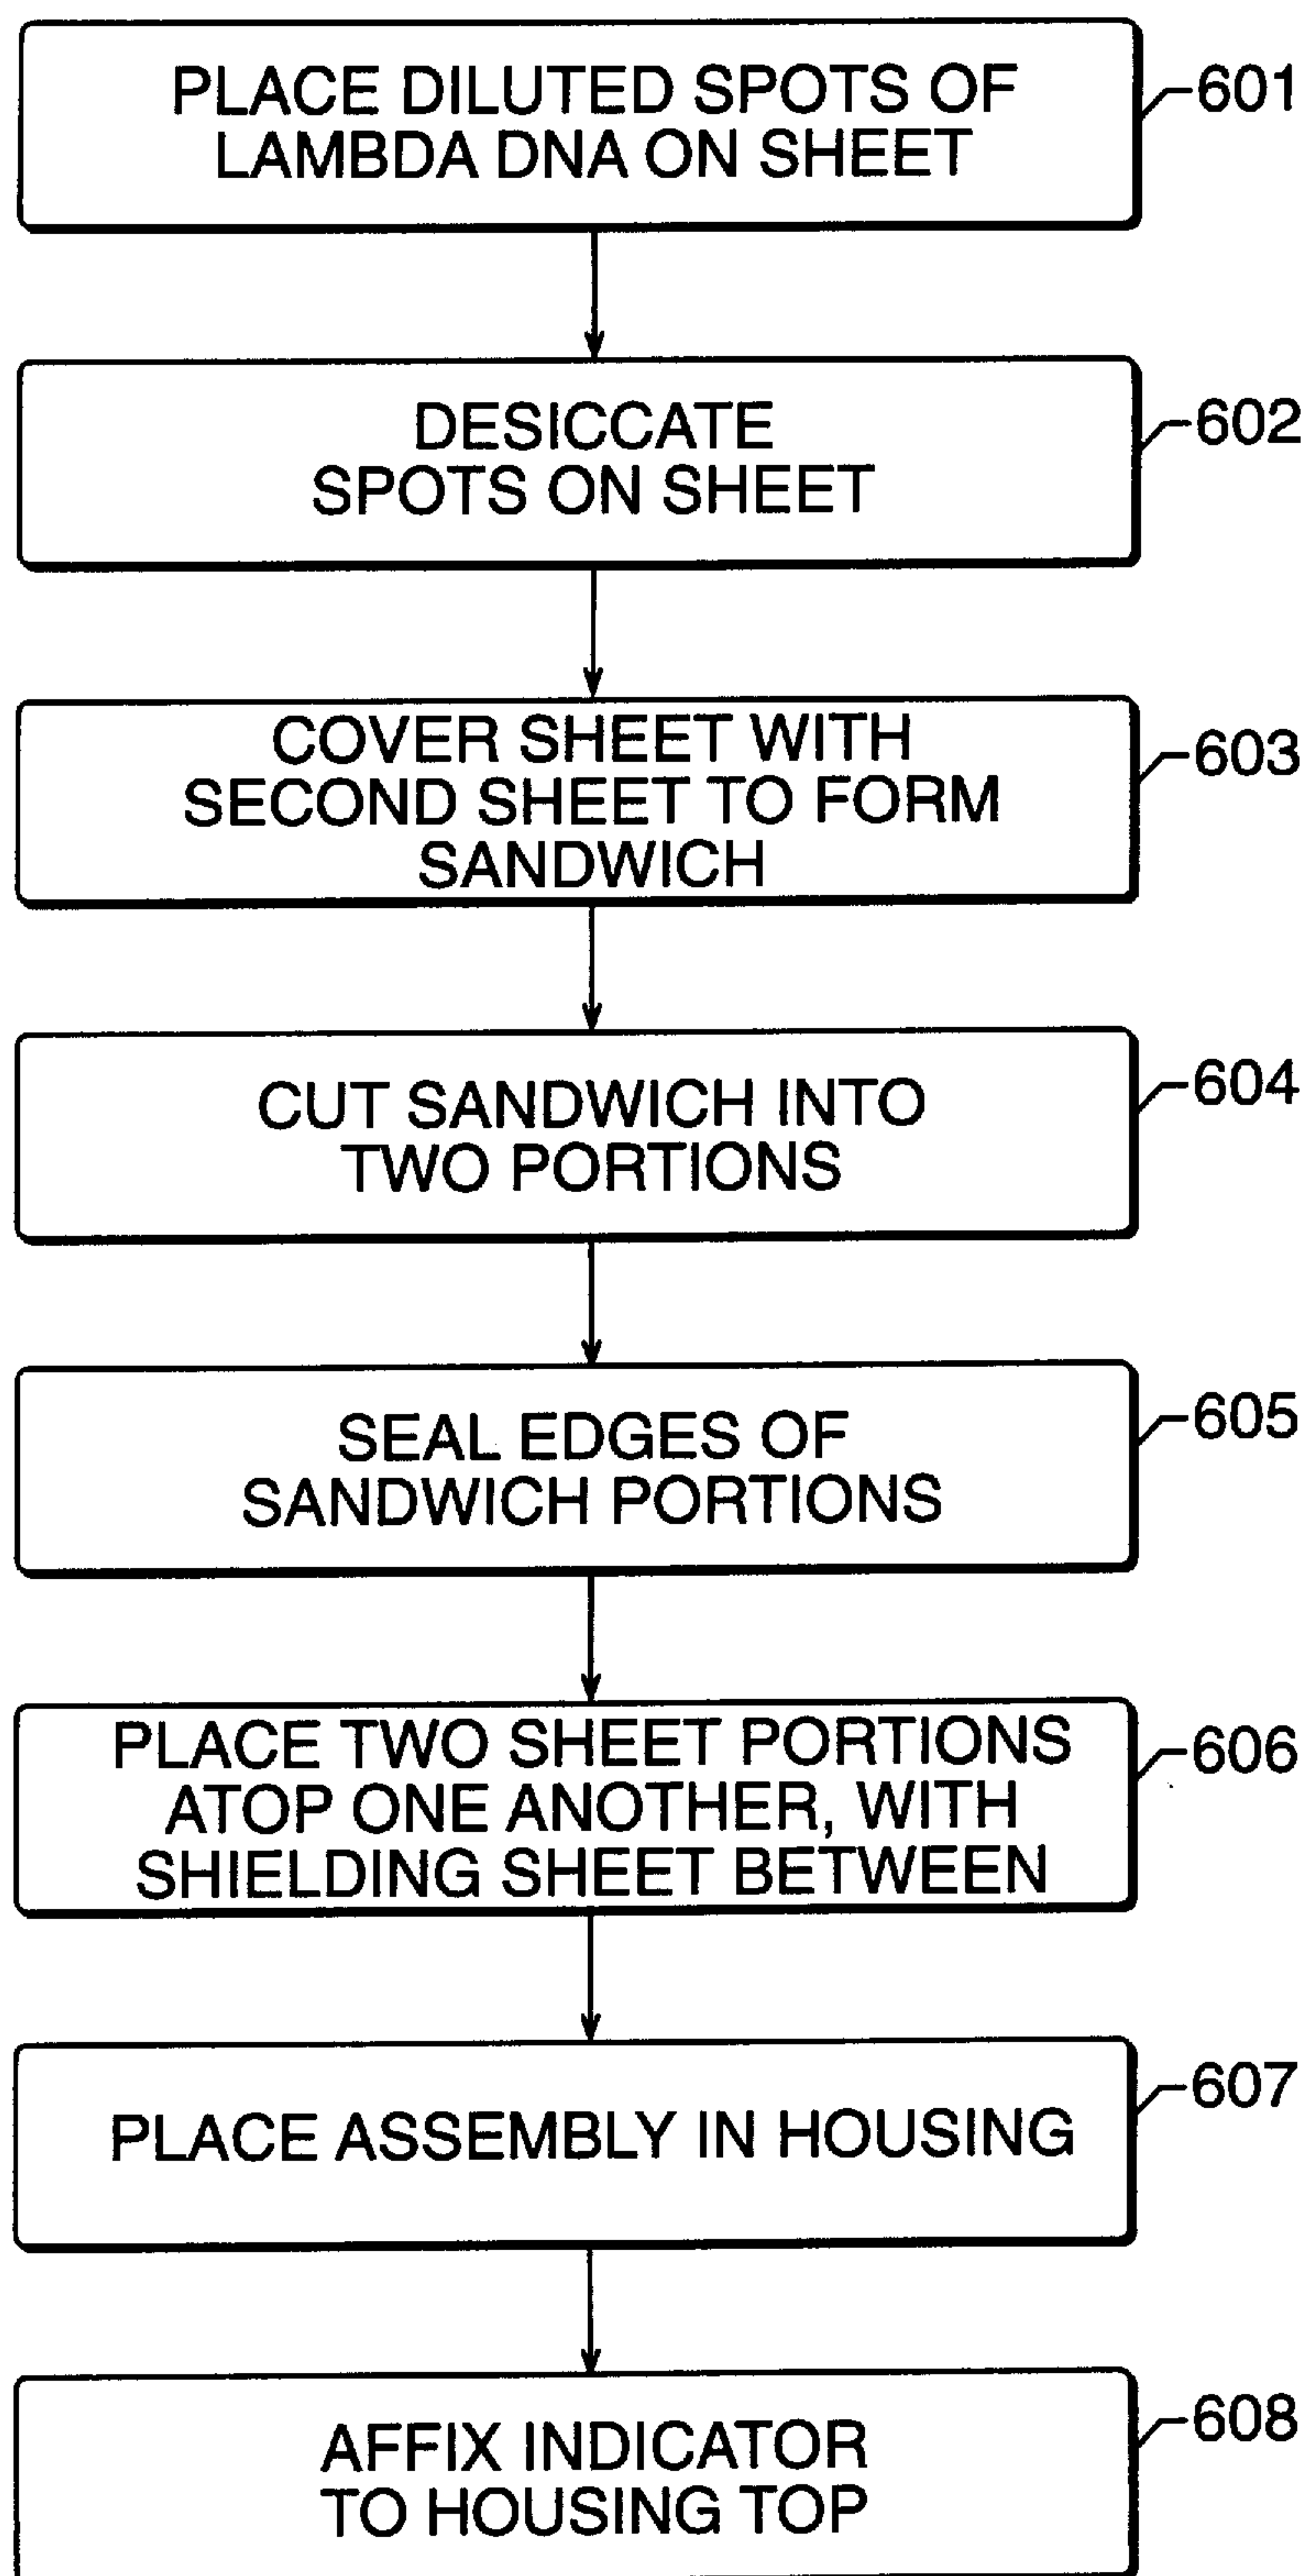 PLACE DILUTED SPOTS OF
LAMBDA DNA ON SHEET
601
DESICCATE
SPOTS ON SHEET
602
COVER SHEET WITH
SECOND SHEET TO FORM
SANDWICH
603
CUT SANDWICH INTO
TWO PORTIONS
604
SEAL EDGES OF
SANDWICH PORTIONS
605
PLACE TWO SHEET PORTIONS
ATOP ONE ANOTHER, WITH
SHIELDING SHEET BETWEEN
606
PLACE ASSEMBLY IN HOUSING
607
AFFIX INDICATOR
TO HOUSING TOP
608